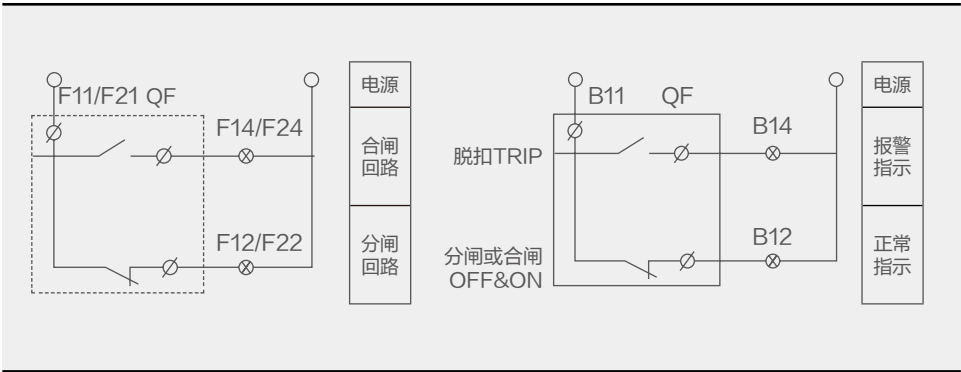 F11/F21 QF
F14/F24
F12/F22
电源
合闸
回路
分闸
回路
B11 QF
脱扣TRIP
B14
分闸或合闸
OFF&ON
B12
电源
报警
指示
正常
指示